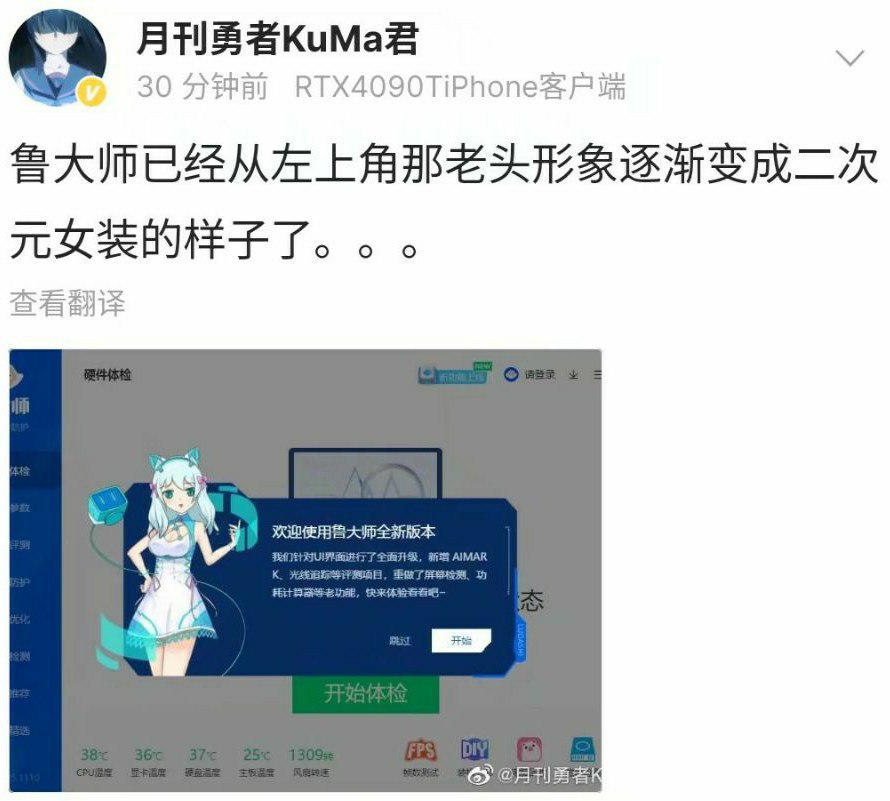 月刊勇者KuMa君
30 分钟前 RTX4090TiPhone客户端
鲁大师已经从左上角那老头形象逐渐变成二次
元女装的样子了。。。
查看翻译
硬件体检
NEW
新功能上线
请登录
师
防护
体检
参数
评测
防护
优化
检测
推荐
精选
欢迎使用鲁大师全新版本
我们针对UI界面进行了全面升级，新增 AIMAR
K、光线追踪等评测项目，重做了屏幕检测、功
耗计算器等老功能，快来体验看看吧~
跳过
开始
LUDASHI
态
开始体检
38℃ 36℃ 37℃ 25℃ 1309转
CPU温度 显卡温度 硬盘温度 主板温度 风扇转速
FPS DIY
帧数测试
5.1110
@月刊勇者K